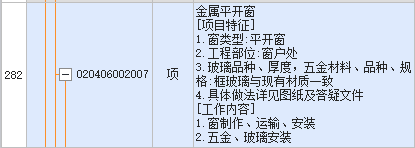 金属平开窗
[项目特征]
1.窗类型:平开窗
2.工程部位:窗户处
3.玻璃品种、厚度，五金材料、品种、规
格:框玻璃与现有材质一致
4.具体做法详见图纸及答疑文件
[工作内容]
1.窗制作、运输、安装
2.五金、玻璃安装
282
020406002007
项